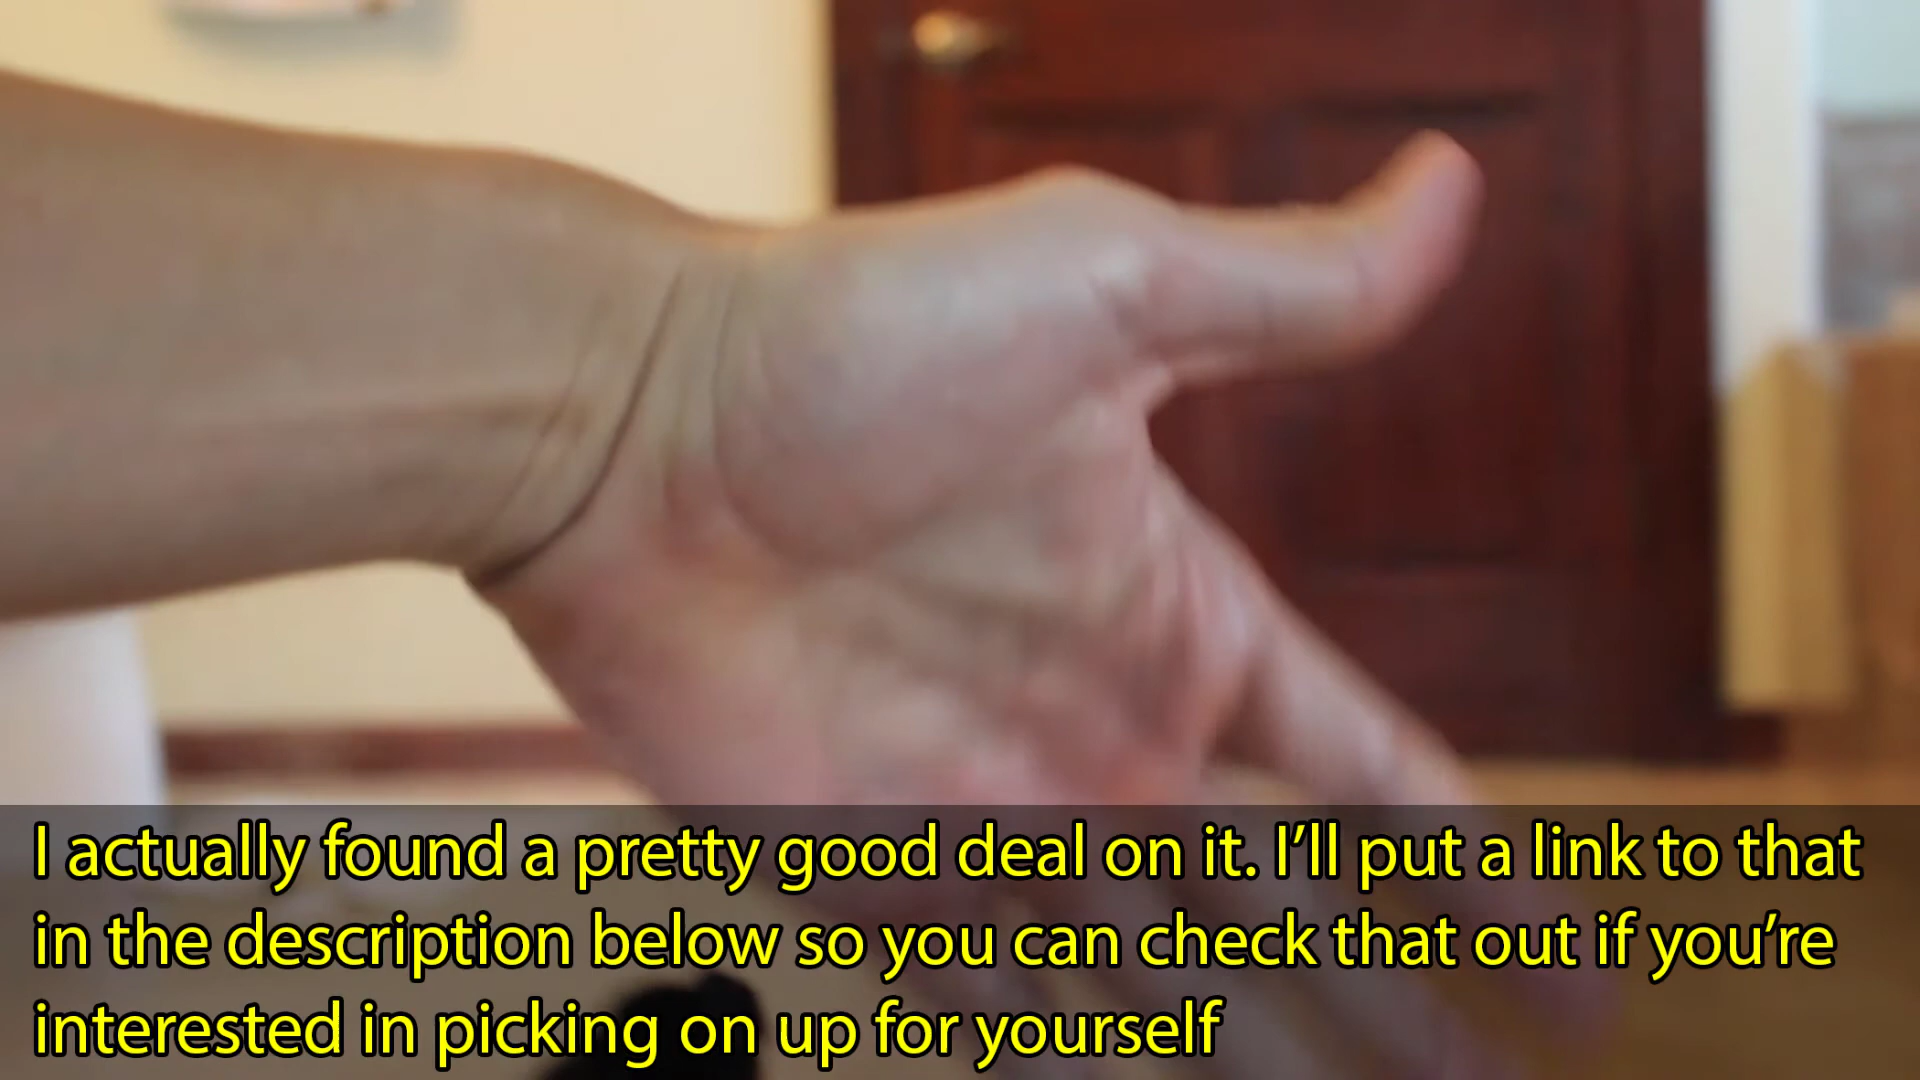 I actually found a pretty good deal on it. I’ll put a link to that
in the description below so you can check that out if you’re
interested in picking on up for yourself